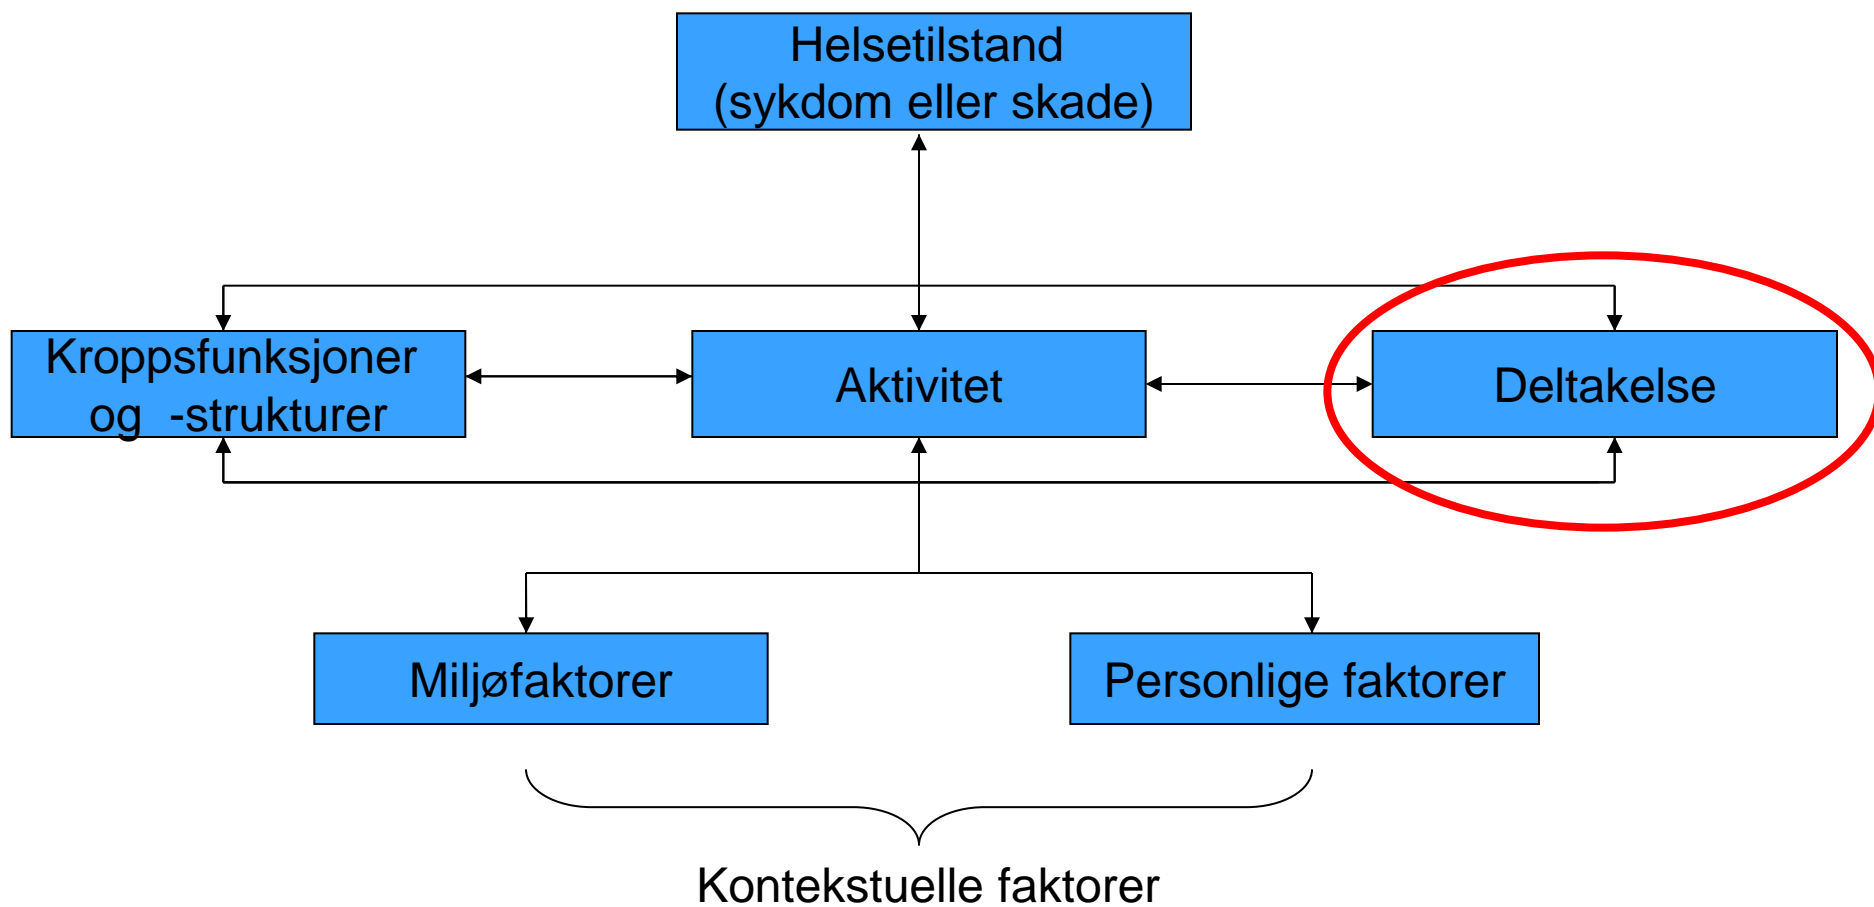 Helsetilstand
(sykdom eller skade)
Kroppsfunksjoner
og -strukturer
Aktivitet
Deltakelse
Miljøfaktorer
Personlige faktorer
Kontekstuelle faktorer